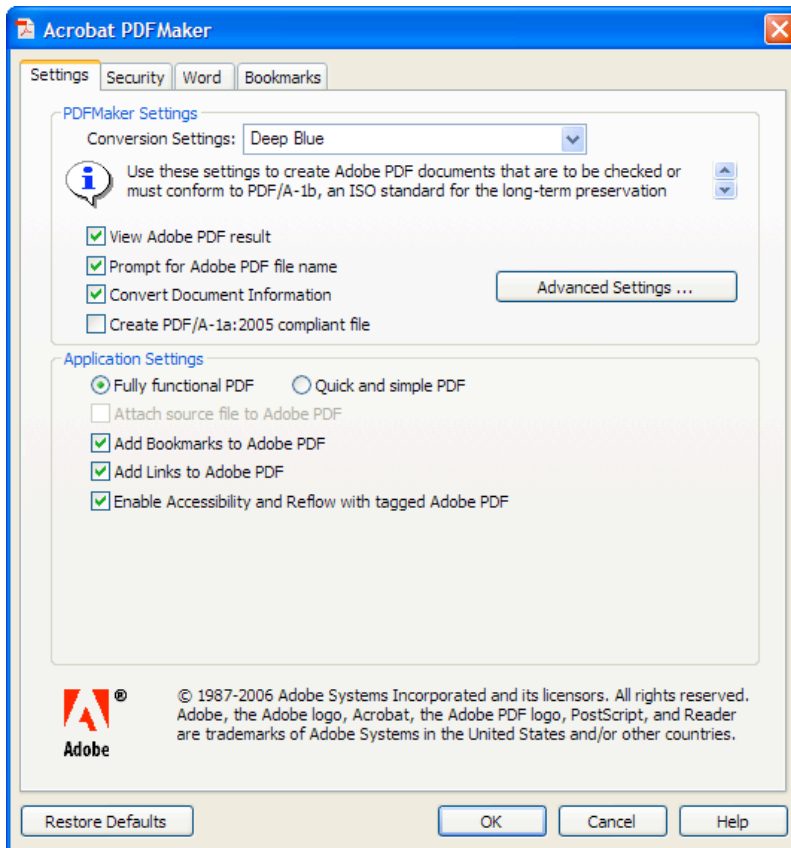 Acrobat PDFMaker
Settings Security Word Bookmarks
PDFMaker Settings
Conversion Settings: Deep Blue
Use these settings to create Adobe PDF documents that are to be checked or
must conform to PDF/A-1b, an ISO standard for the long-term preservation
View Adobe PDF result
Prompt for Adobe PDF file name
Convert Document Information
Advanced Settings ...
Create PDF/A-1a:2005 compliant file
Application Settings
Fully functional PDF Quick and simple PDF
Attach source file to Adobe PDF
Add Bookmarks to Adobe PDF
Add Links to Adobe PDF
Enable Accessibility and Reflow with tagged Adobe PDF
® © 1987-2006 Adobe Systems Incorporated and its licensors. All rights reserved.
Adobe, the Adobe logo, Acrobat, the Adobe PDF logo, PostScript, and Reader
are trademarks of Adobe Systems in the United States and/or other countries.
Adobe
Restore Defaults OK Cancel Help